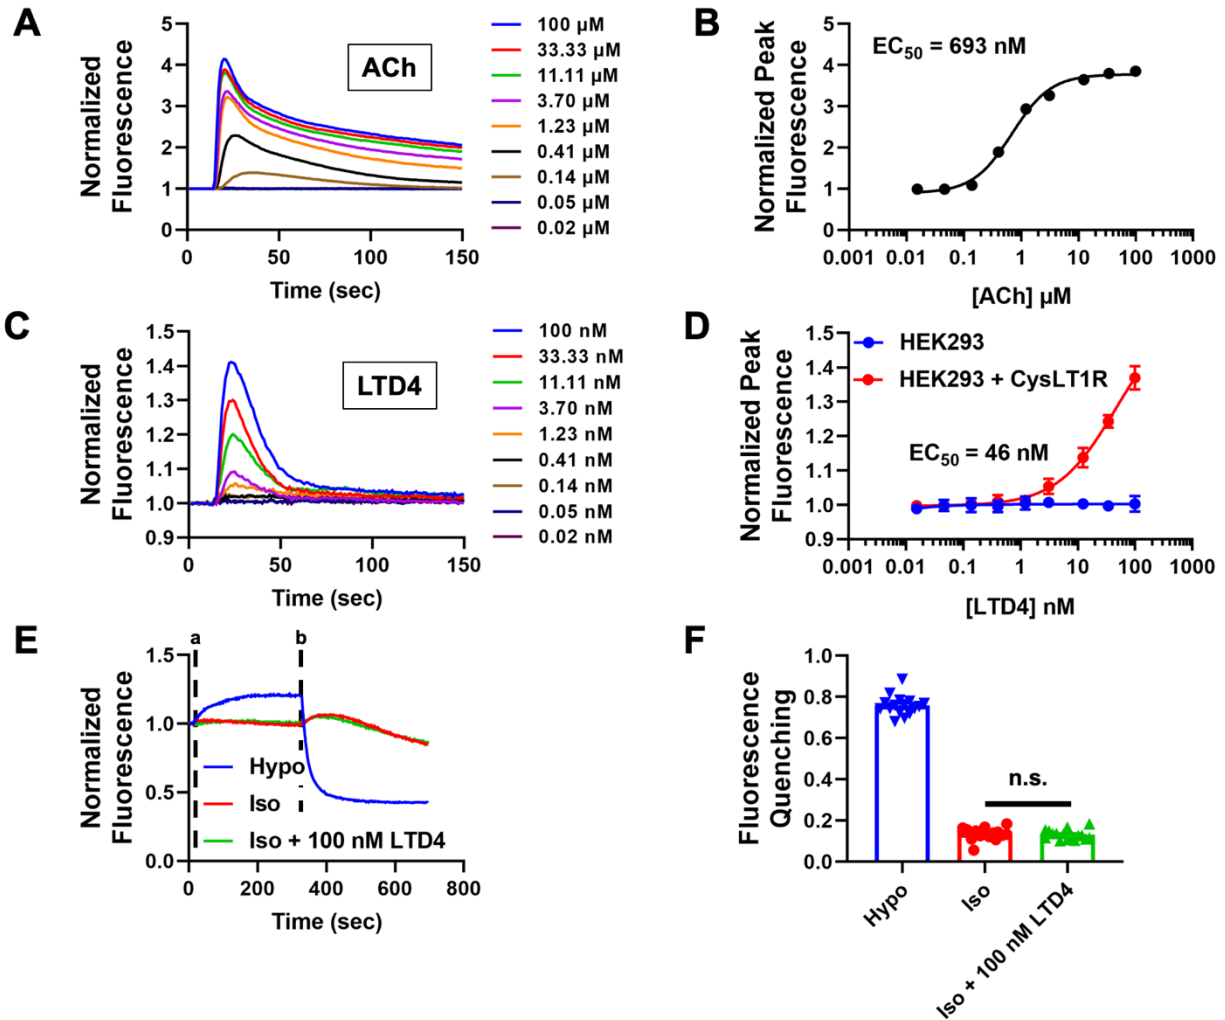 A
Normalized
Fluorescence
5
4
3
2
1
0
ACh
0
50
100
150
Time (sec)
100 µM
33.33 µM
11.11 µM
3.70 µM
1.23 µM
0.41 µM
0.14 µM
0.05 µM
0.02 µM
B
Normalized Peak
Fluorescence
5
4
3
2
1
0
EC50 = 693 nM
0.001 0.01 0.1 1 10 100 1000
[ACh] µM
C
Normalized
Fluorescence
1.5
1.4
1.3
1.2
1.1
1.0
0.9
LTD4
0
50
100
150
Time (sec)
100 nM
33.33 nM
11.11 nM
3.70 nM
1.23 nM
0.41 nM
0.14 nM
0.05 nM
0.02 nM
D
Normalized Peak
Fluorescence
1.5
1.4
1.3
1.2
1.1
1.0
0.9
HEK293
HEK293 + CysLT1R
EC50 = 46 nM
0.001 0.01 0.1 1 10 100 1000
[LTD4] nM
E
Normalized
Fluorescence
1.5
1.0
0.5
0.0
a
b
Hypo
Iso
Iso + 100 nM LTD4
0 200 400 600 800
Time (sec)
F
Fluorescence
Quenching
1.0
0.8
0.6
0.4
0.2
0.0
n.s.
Hypo
Iso
Iso + 100 nM LTD4